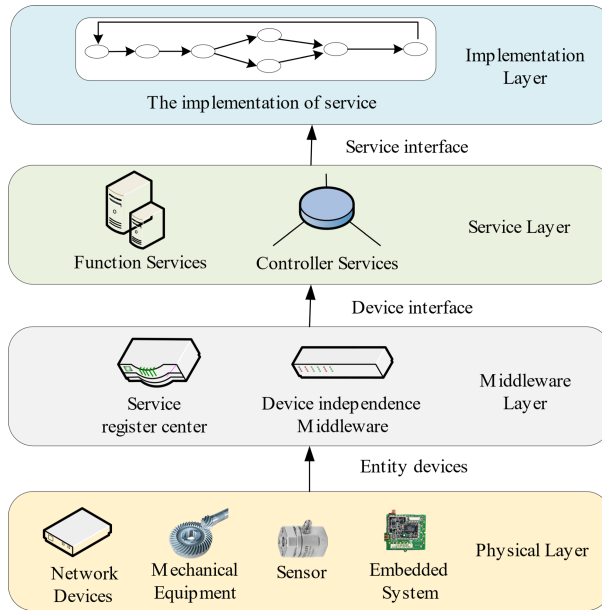 Implementation
Layer
The implementation of service
Service interface
Service Layer
Function Services
Controller Services
Device interface
Middleware
Layer
Service
register center
Device independence
Middleware
Entity devices
Physical Layer
Network
Devices
Mechanical
Equipment
Sensor
Embedded
System